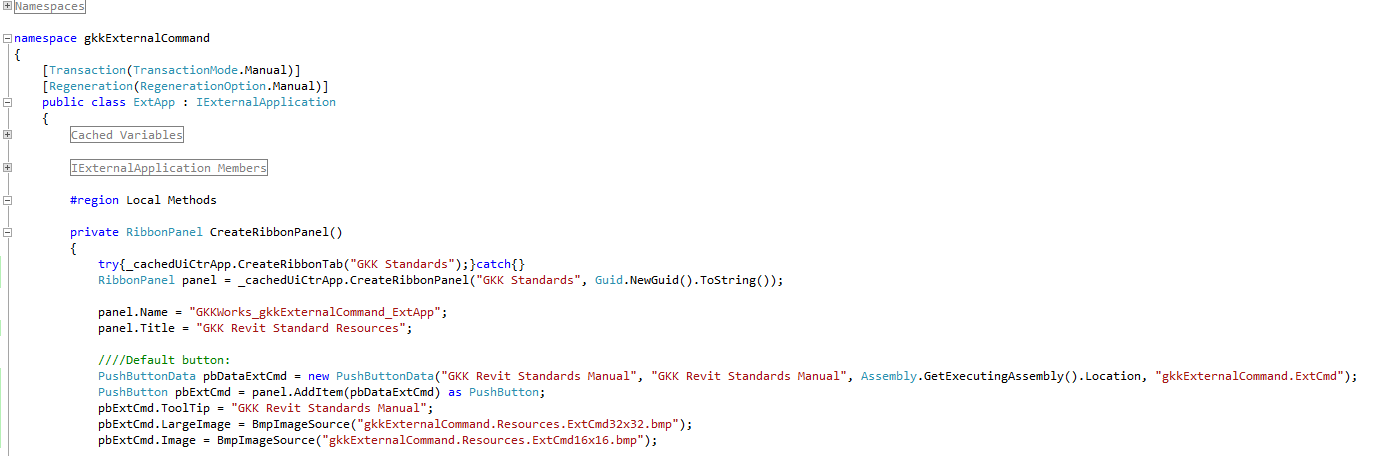 Namespaces
namespace gkkExternalCommand
{
[Transaction(TransactionMode.Manual)]
[Regeneration(RegenerationOption.Manual)]
public class ExtApp : IExternalApplication
{
Cached Variables
IExternalApplication Members
#region Local Methods
private RibbonPanel CreateRibbonPanel()
{
try{_cachedUiCtrApp.CreateRibbonTab("GKK Standards");}catch{}
RibbonPanel panel = _cachedUiCtrApp.CreateRibbonPanel("GKK Standards", Guid.NewGuid().ToString());
panel.Name = "GKKWorks_gkkExternalCommand_ExtApp";
panel.Title = "GKK Revit Standard Resources";
////Default button:
PushButtonData pbDataExtCmd = new PushButtonData("GKK Revit Standards Manual", "GKK Revit Standards Manual", Assembly.GetExecutingAssembly().Location, "gkkExternalCommand.ExtCmd");
PushButton pbExtCmd = panel.AddItem(pbDataExtCmd) as PushButton;
pbExtCmd.ToolTip = "GKK Revit Standards Manual";
pbExtCmd.LargeImage = BmpImageSource("gkkExternalCommand.Resources.ExtCmd32x32.bmp");
pbExtCmd.Image = BmpImageSource("gkkExternalCommand.Resources.ExtCmd16x16.bmp");